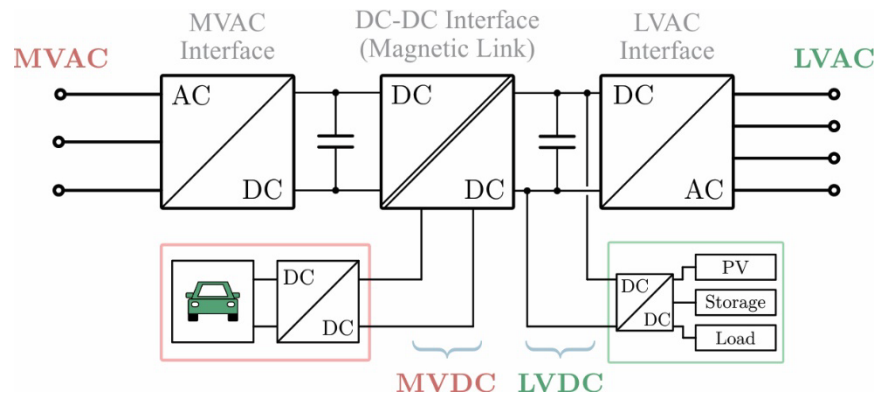 MVAC
Interface
DC-DC Interface
(Magnetic Link)
LVAC
Interface
MVAC
LVAC
AC
DC
DC
DC
DC
AC
DC
DC
DC
DC
PV
Storage
Load
MVDC
LVDC